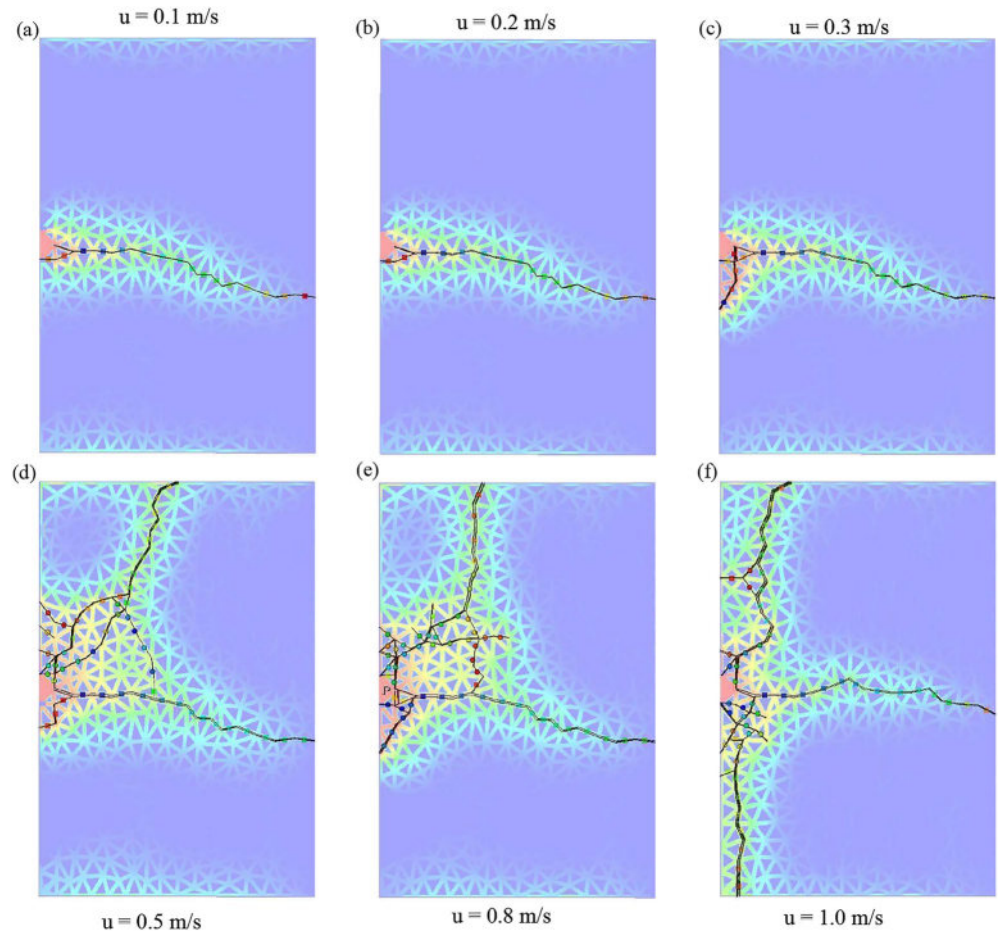 u = 0.1 m/s
u = 0.2 m/s
u = 0.3 m/s
(a)
(b)
(c)
(d)
(e)
(f)
P
u = 0.5 m/s
u = 0.8 m/s
u = 1.0 m/s